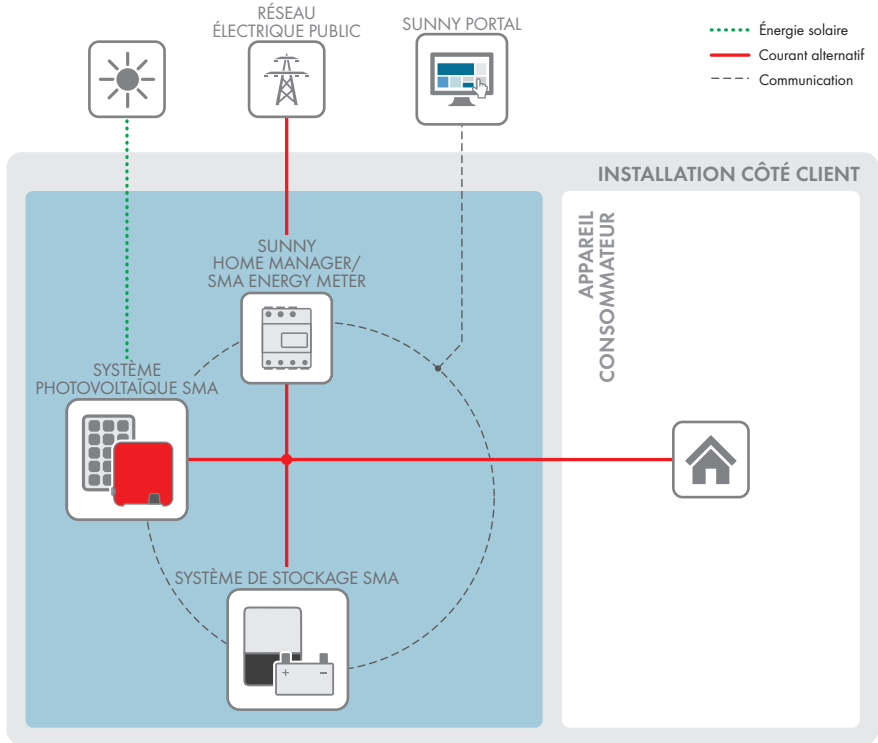 RÉSEAU
ÉLECTRIQUE PUBLIC
SUNNY PORTAL
Énergie solaire
Courant alternatif
Communication
INSTALLATION CÔTÉ CLIENT
APPAREIL
CONSOMMATEUR
SUNNY
HOME MANAGER/
SMA ENERGY METER
SYSTÈME
PHOTOVOLTAÏQUE SMA
SYSTÈME DE STOCKAGE SMA
+ −